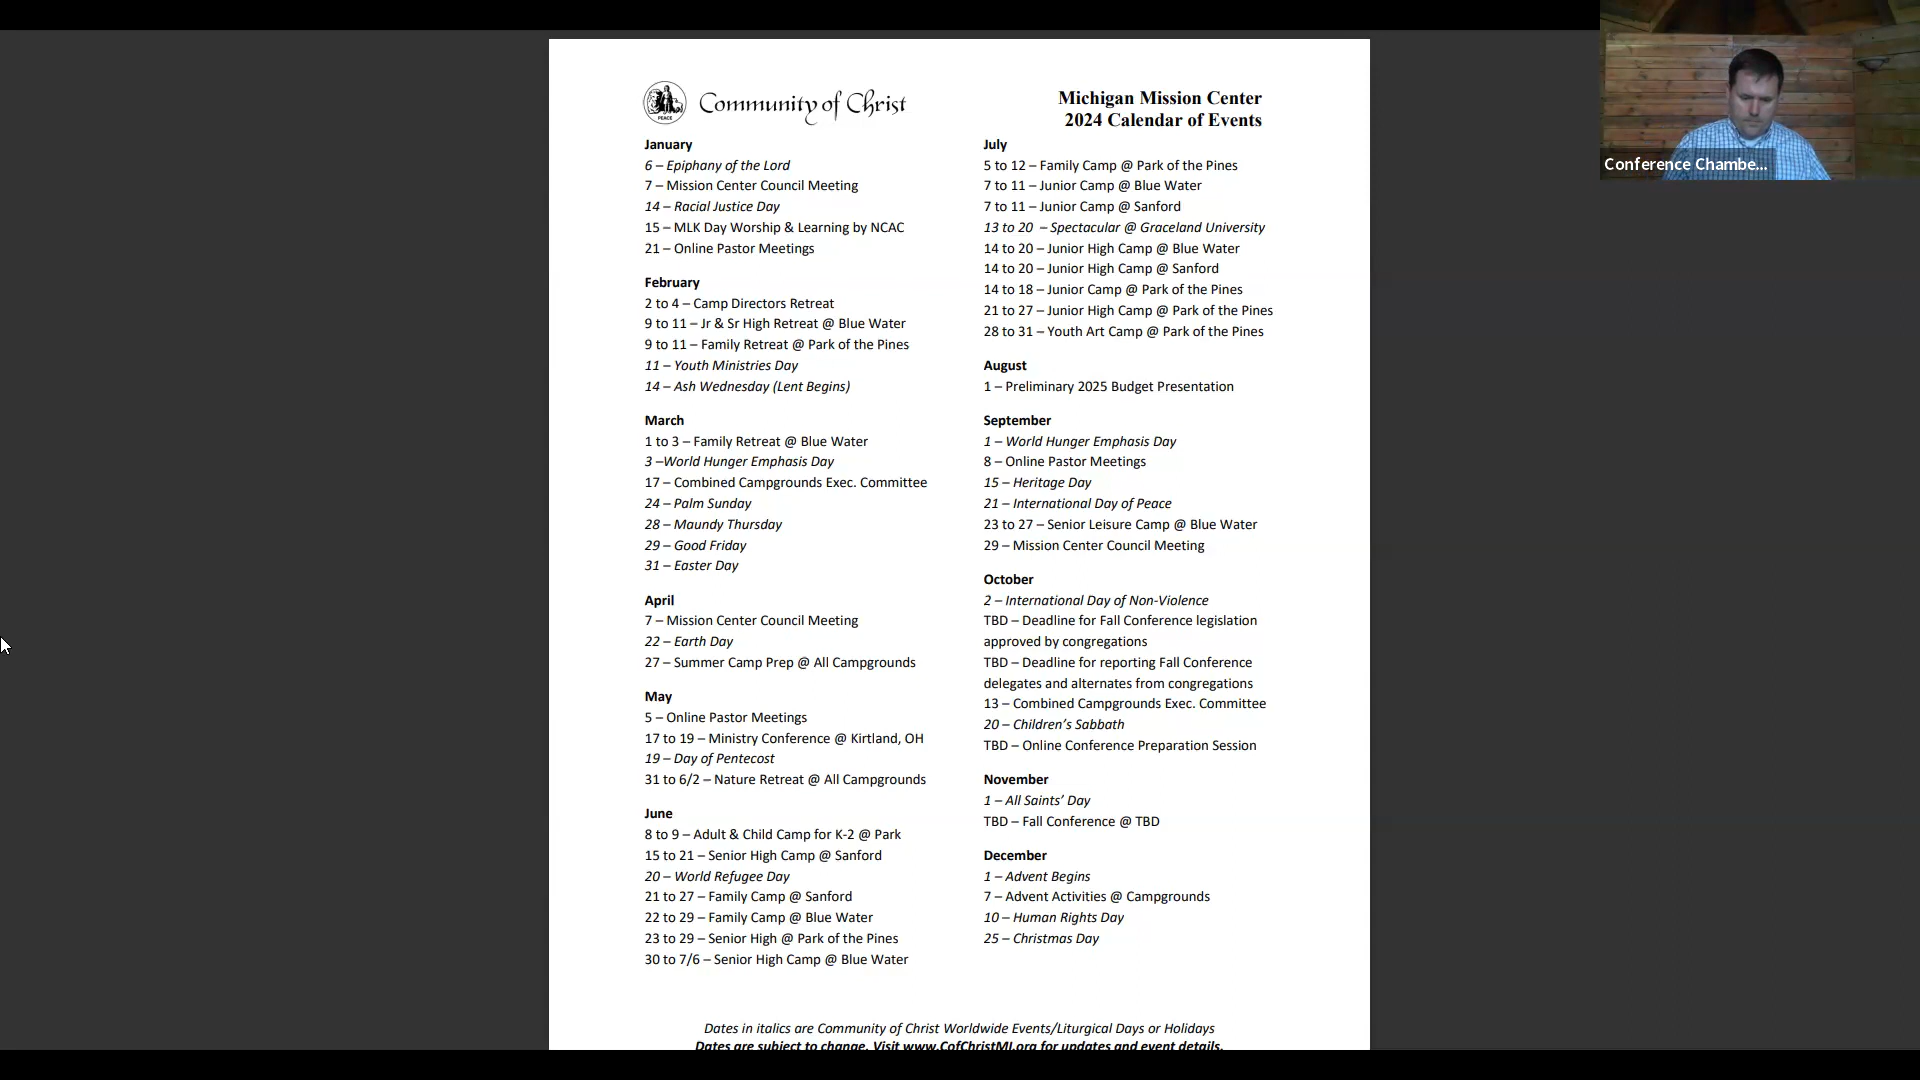 Community of Christ
PEACE
Michigan Mission Center
2024 Calendar of Events
January
6 – Epiphany of the Lord
7 – Mission Center Council Meeting
14 – Racial Justice Day
15 – MLK Day Worship & Learning by NCAC
21 – Online Pastor Meetings
February
2 to 4 – Camp Directors Retreat
9 to 11 – Jr & Sr High Retreat @ Blue Water
9 to 11 – Family Retreat @ Park of the Pines
11 – Youth Ministries Day
14 – Ash Wednesday (Lent Begins)
March
1 to 3 – Family Retreat @ Blue Water
3 –World Hunger Emphasis Day
17 – Combined Campgrounds Exec. Committee
24 – Palm Sunday
28 – Maundy Thursday
29 – Good Friday
31 – Easter Day
April
7 – Mission Center Council Meeting
22 – Earth Day
27 – Summer Camp Prep @ All Campgrounds
May
5 – Online Pastor Meetings
17 to 19 – Ministry Conference @ Kirtland, OH
19 – Day of Pentecost
31 to 6/2 – Nature Retreat @ All Campgrounds
June
8 to 9 – Adult & Child Camp for K-2 @ Park
15 to 21 – Senior High Camp @ Sanford
20 – World Refugee Day
21 to 27 – Family Camp @ Sanford
22 to 29 – Family Camp @ Blue Water
23 to 29 – Senior High @ Park of the Pines
30 to 7/6 – Senior High Camp @ Blue Water
July
5 to 12 – Family Camp @ Park of the Pines
7 to 11 – Junior Camp @ Blue Water
7 to 11 – Junior Camp @ Sanford
13 to 20 – Spectacular @ Graceland University
14 to 20 – Junior High Camp @ Blue Water
14 to 20 – Junior High Camp @ Sanford
14 to 18 – Junior Camp @ Park of the Pines
21 to 27 – Junior High Camp @ Park of the Pines
28 to 31 – Youth Art Camp @ Park of the Pines
August
1 – Preliminary 2025 Budget Presentation
September
1 – World Hunger Emphasis Day
8 – Online Pastor Meetings
15 – Heritage Day
21 – International Day of Peace
23 to 27 – Senior Leisure Camp @ Blue Water
29 – Mission Center Council Meeting
October
2 – International Day of Non-Violence
TBD – Deadline for Fall Conference legislation
approved by congregations
TBD – Deadline for reporting Fall Conference
delegates and alternates from congregations
13 – Combined Campgrounds Exec. Committee
20 – Children’s Sabbath
TBD – Online Conference Preparation Session
November
1 – All Saints’ Day
TBD – Fall Conference @ TBD
December
1 – Advent Begins
7 – Advent Activities @ Campgrounds
10 – Human Rights Day
25 – Christmas Day
Dates in italics are Community of Christ Worldwide Events/Liturgical Days or Holidays
Dates are subject to change. Visit www.CofChristMI.org for updates and event details.
Conference Chambe...